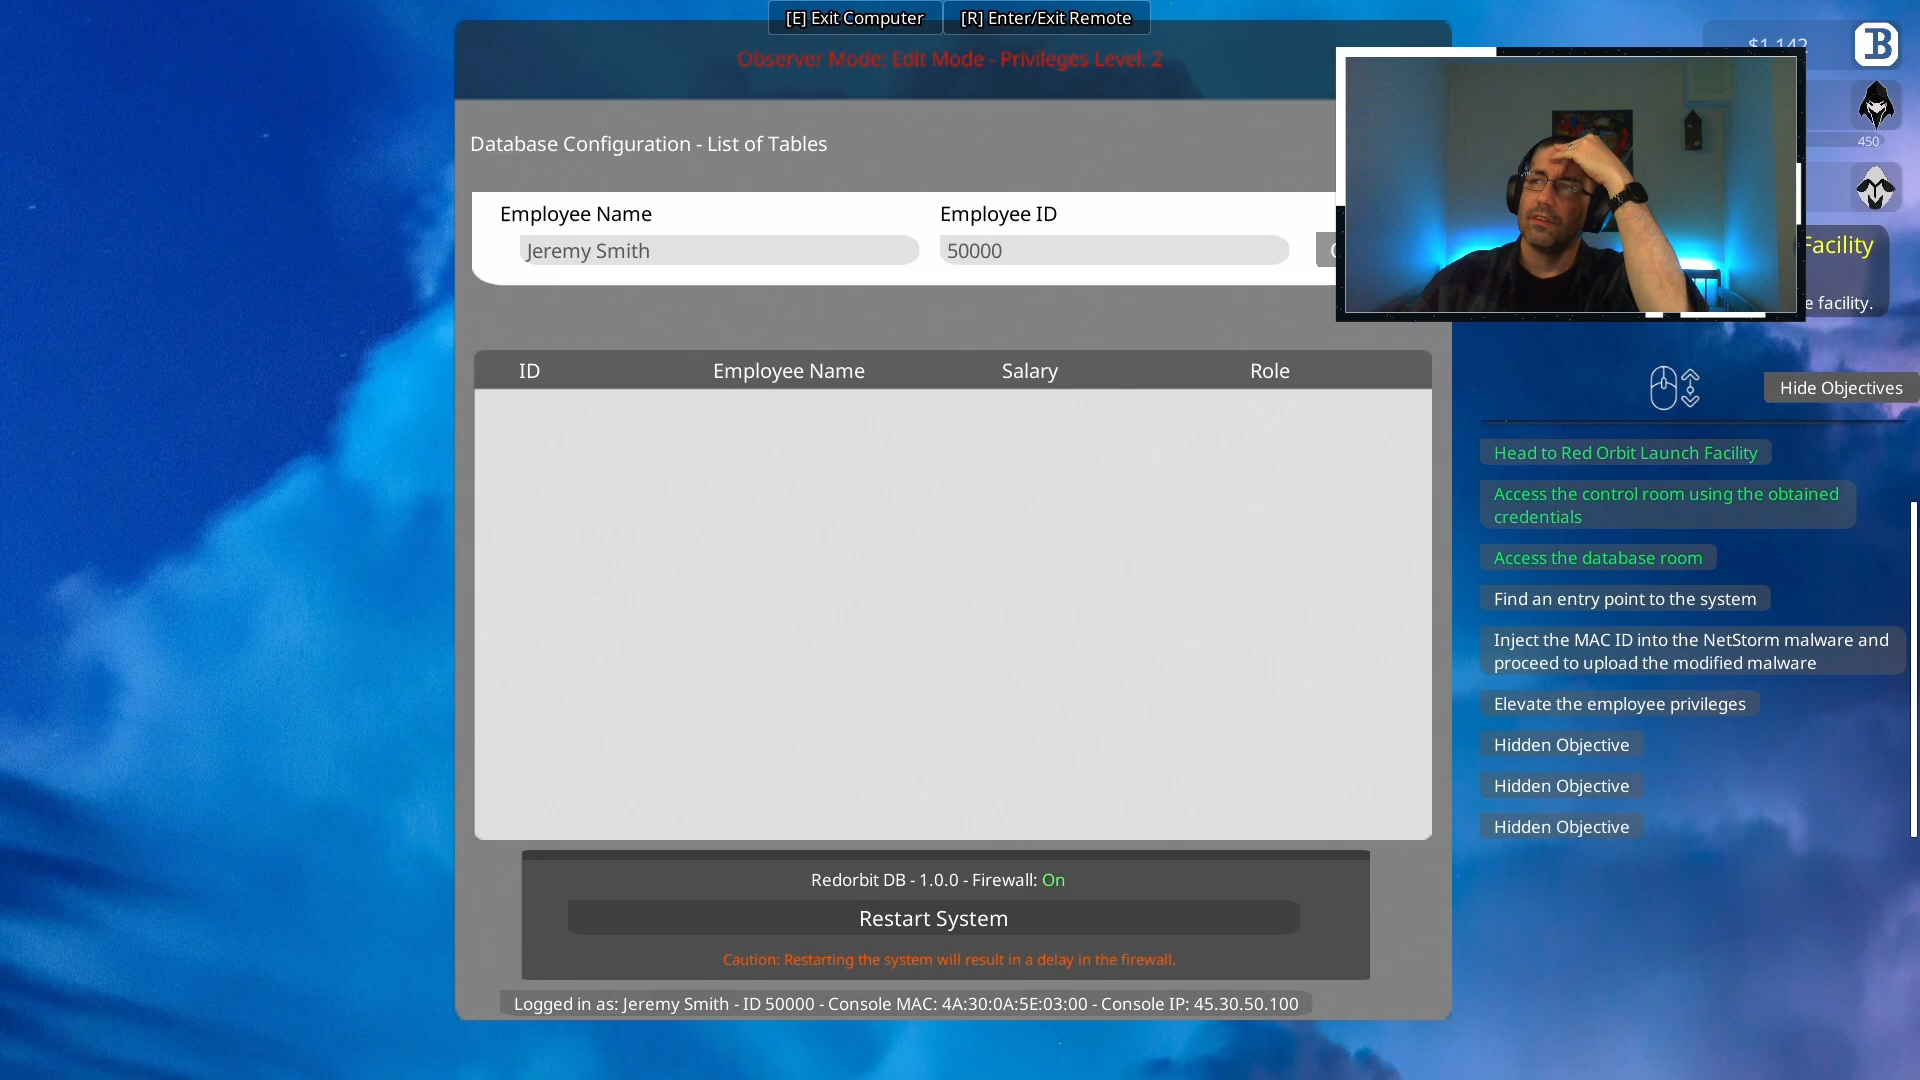 [E] Exit Computer
[R] Enter/Exit Remote
Observer Mode: Edit Mode - Privileges Level: 2
$1,142
B
450
Database Configuration - List of Tables
Employee Name
Employee ID
Jeremy Smith
50000
Facility
e facility.
ID
Employee Name
Salary
Role
Hide Objectives
Head to Red Orbit Launch Facility
Access the control room using the obtained
credentials
Access the database room
Find an entry point to the system
Inject the MAC ID into the NetStorm malware and
proceed to upload the modified malware
Elevate the employee privileges
Hidden Objective
Hidden Objective
Hidden Objective
Redorbit DB - 1.0.0 - Firewall: On
Restart System
Caution: Restarting the system will result in a delay in the firewall.
Logged in as: Jeremy Smith - ID 50000 - Console MAC: 4A:30:0A:5E:03:00 - Console IP: 45.30.50.100